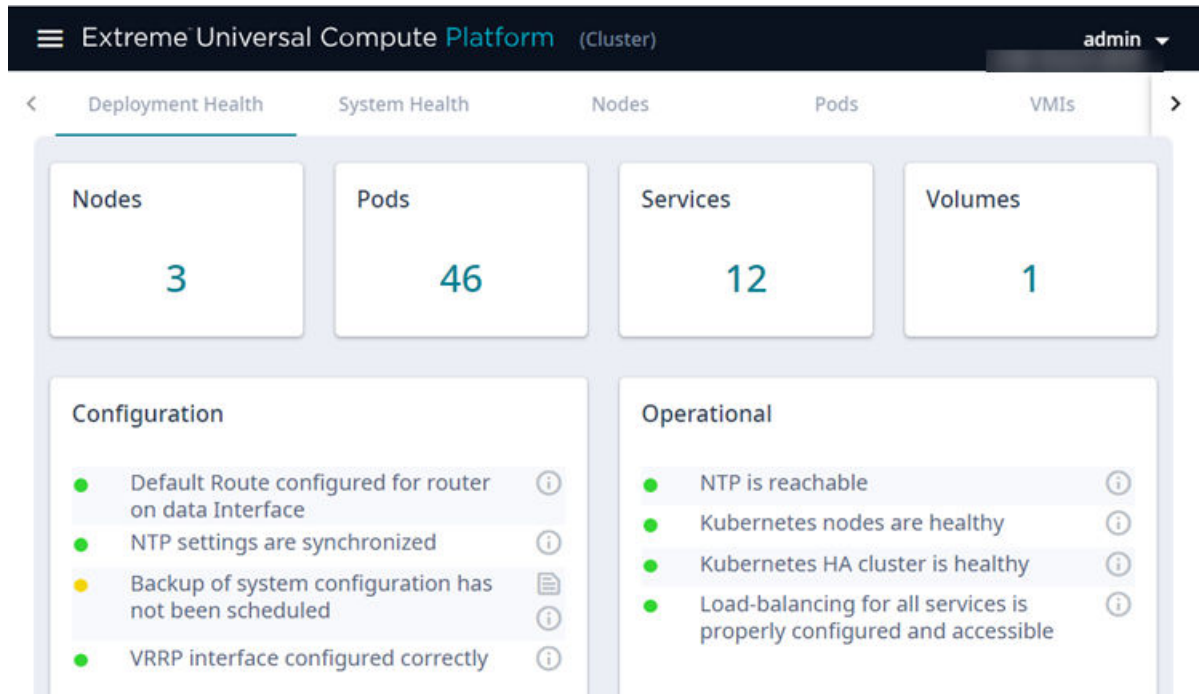 Extreme™ Universal Compute Platform (Cluster) admin
Deployment Health System Health Nodes Pods VMIs
Nodes Pods Services Volumes
3 46 12 1
Configuration
Default Route configured for router
on data Interface
NTP settings are synchronized
Backup of system configuration has
not been scheduled
VRRP interface configured correctly
Operational
NTP is reachable
Kubernetes nodes are healthy
Kubernetes HA cluster is healthy
Load-balancing for all services is
properly configured and accessible